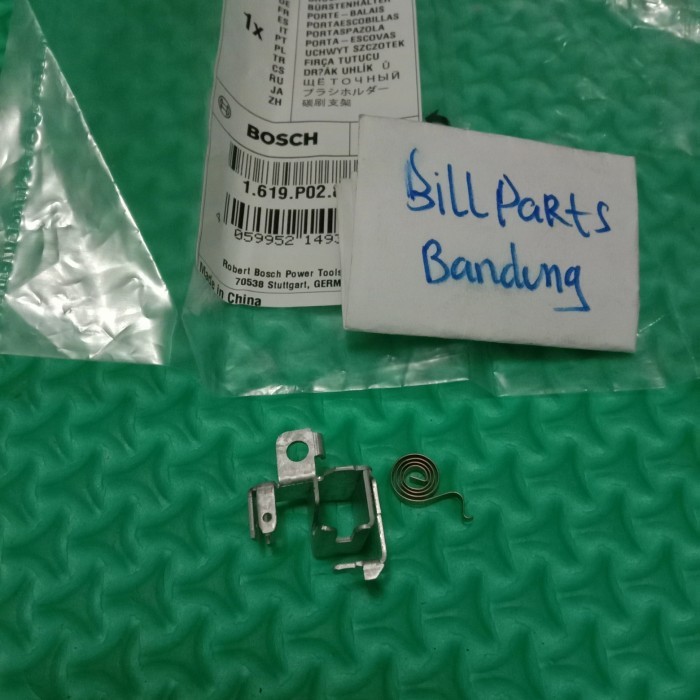 1x
DE
FR
ES
IT
PT
PL
TR
CS
RU
JA
ZH
BÜRSTENHALTER
PORTE-BALAIS
PORTAESCOBILLAS
PORTASPAZOLA
PORTA-ESCOVAS
UCHWYT SZCZOTEK
FIRÇA TUTUCU
DRŽÁK UHLÍKŮ
ЩЕТОЧНЫЙ
ブラシホルダー
碳刷支架
BOSCH
1.619.P02.
059952 149
Robert Bosch Power Tools
70538 Stuttgart, GERM
Made in China
Bill Parts
Bandung